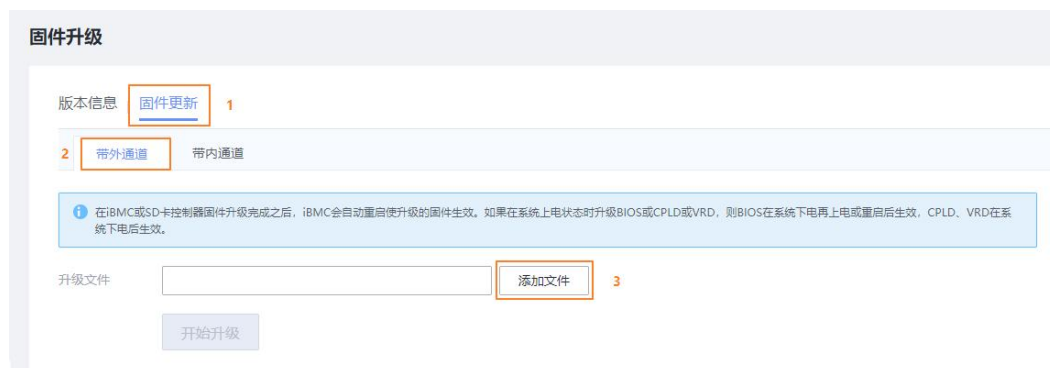 固件升级
版本信息 固件更新 1
2 带外通道 带内通道
在iBMC或SD卡控制器固件升级完成之后，iBMC会自动重启使升级的固件生效。如果在系统上电状态时升级BIOS或CPLD或VRD，则BIOS在系统下电再上电或重启后生效，CPLD、VRD在系
统下电后生效。
升级文件 添加文件 3
开始升级